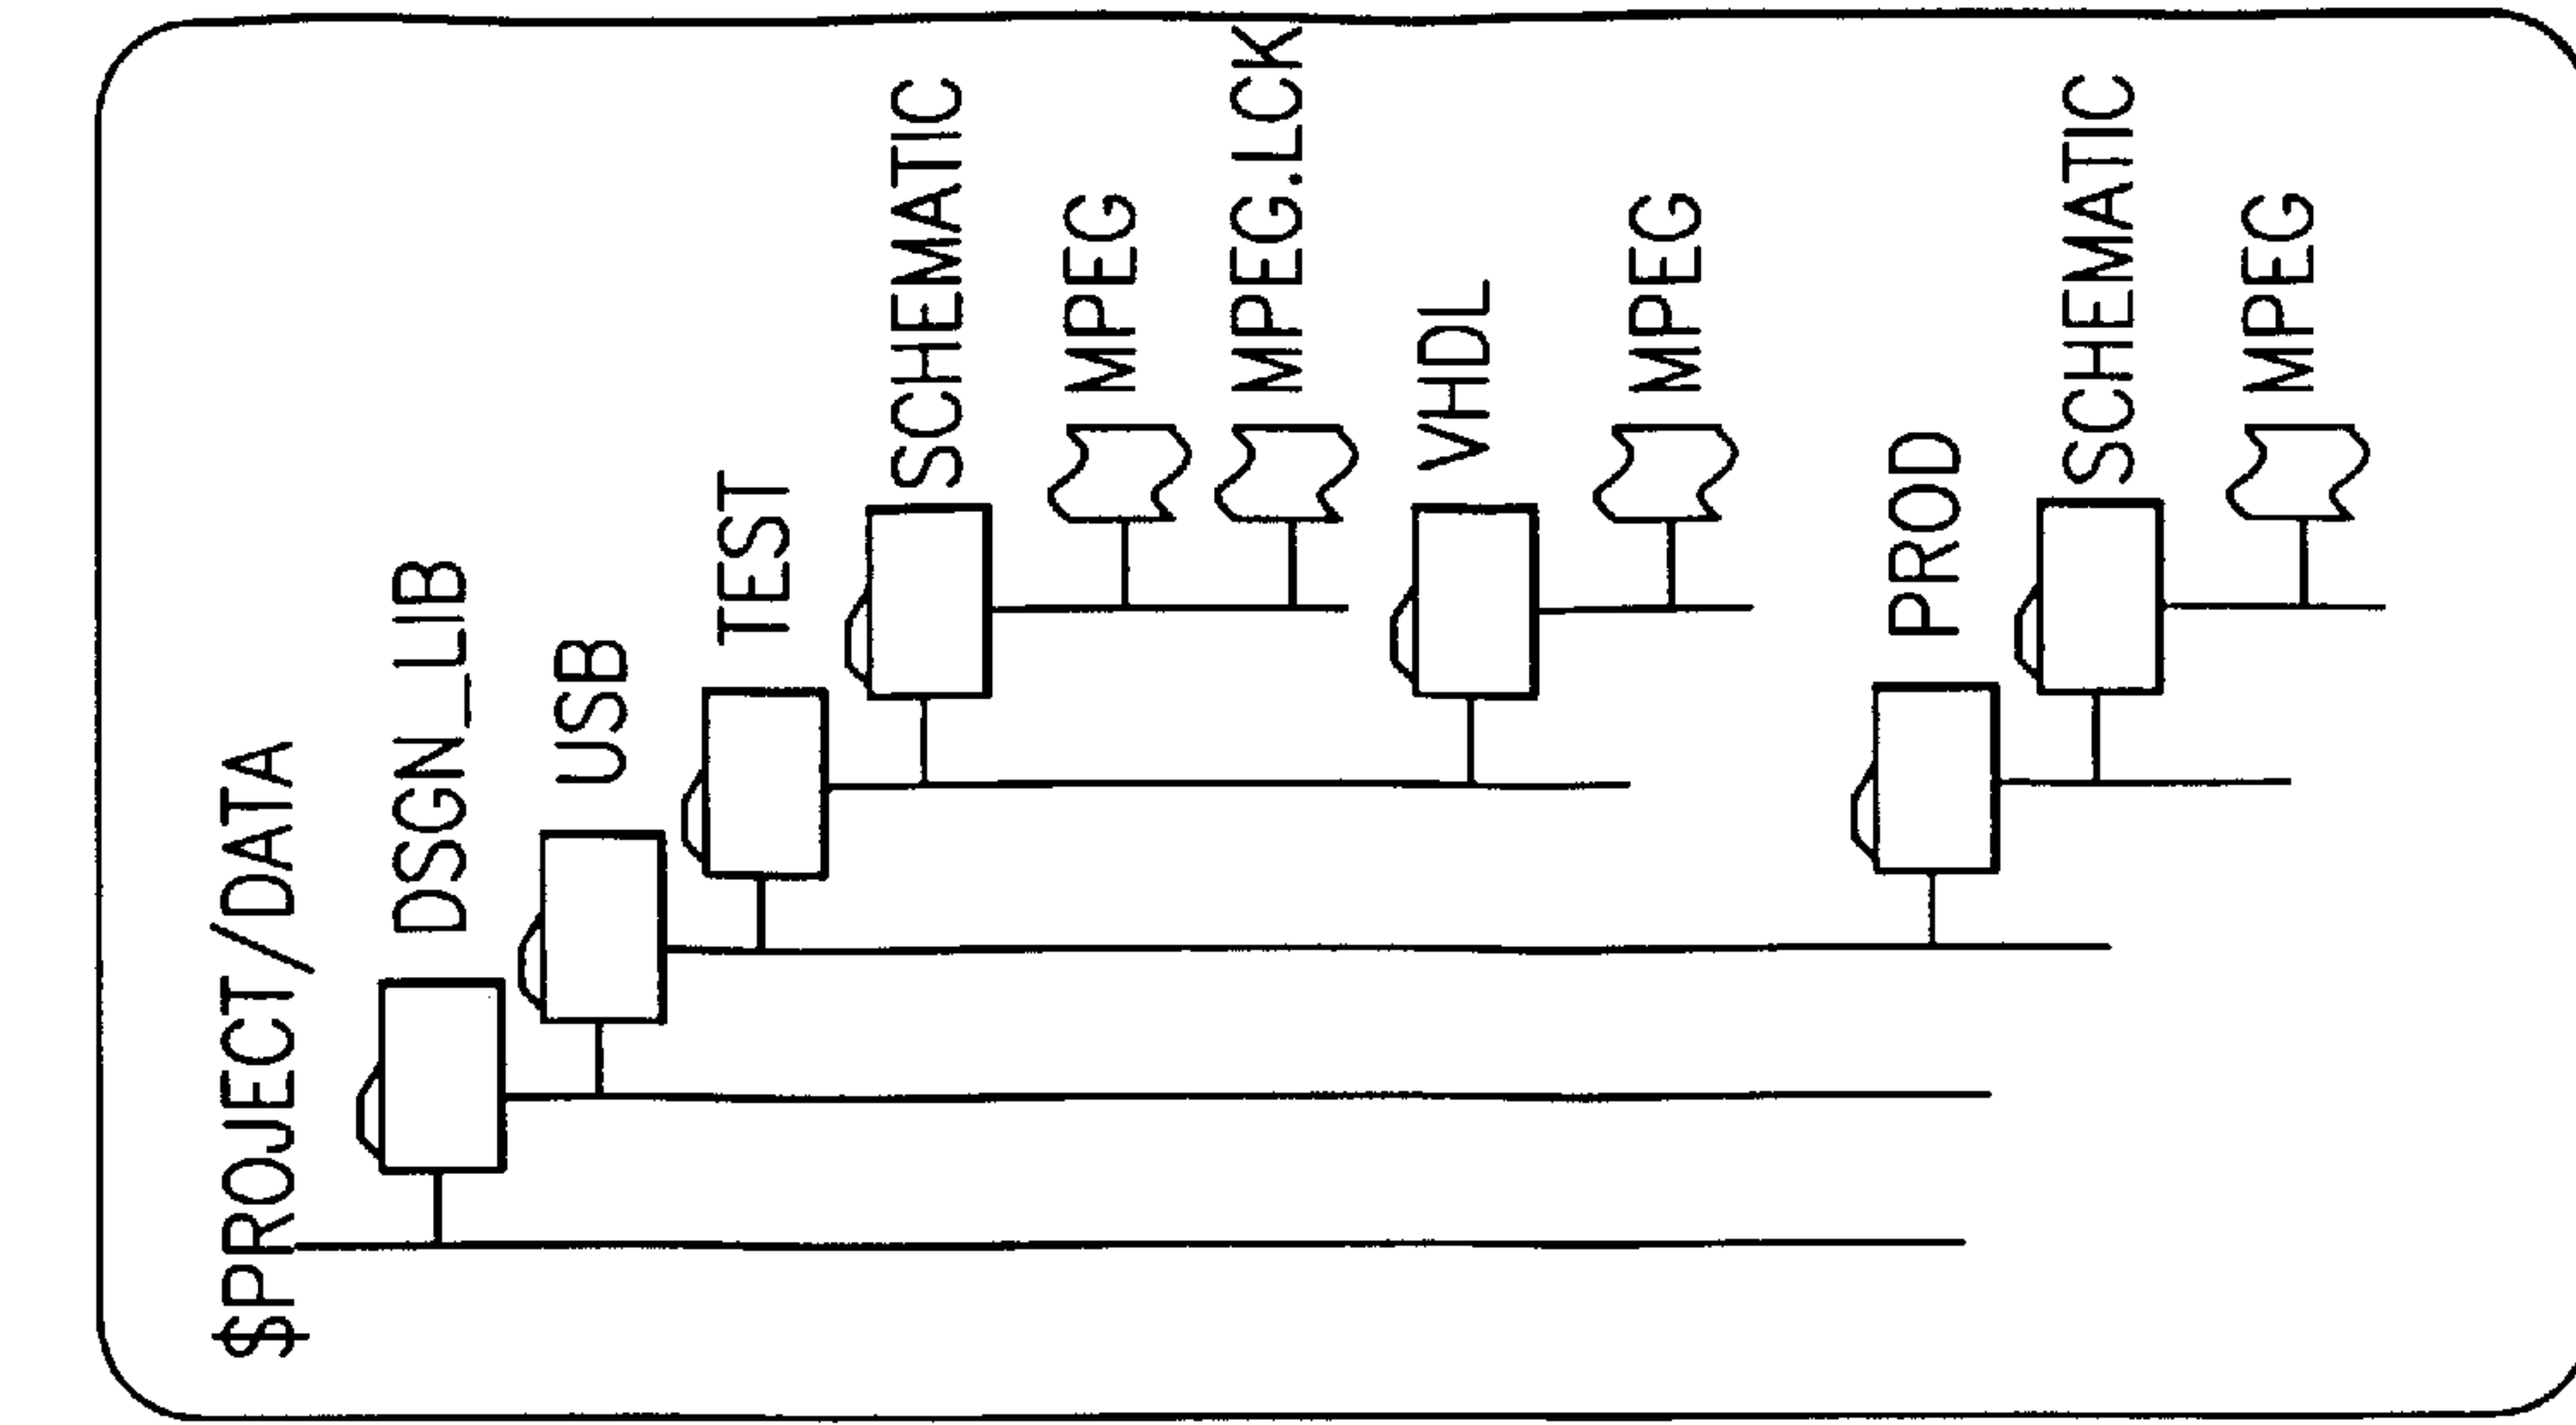 $PROJECT/DATA
DSGN_LIB
USB
TEST
SCHEMATIC
MPEG
MPEG.LCK
VHDL
MPEG
PROD
SCHEMATIC
MPEG